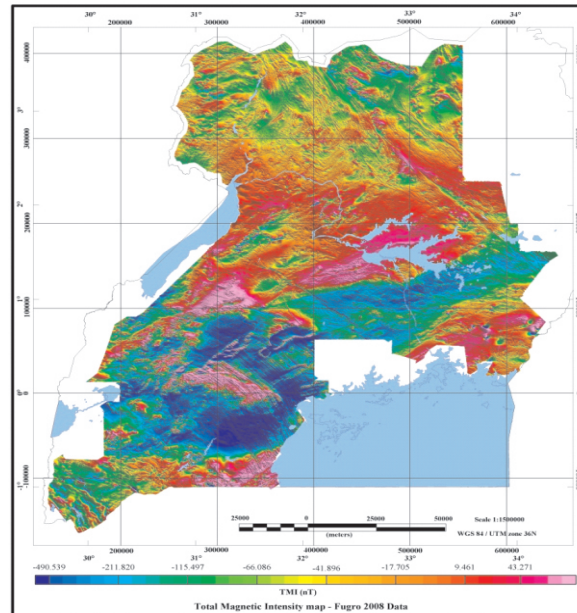 30° 31° 32° 33° 34°
200000 300000 400000 500000 600000
400000
3°
300000
2°
200000
1°
100000
0°
0
-100000
-1°
25000 0 25000 50000
(meters)
Scale 1:1500000
WGS 84 / UTM zone 36N
200000 300000 400000 500000 600000
30° 31° 32° 33° 34°
-490.539 -211.820 -115.497 -66.086 -41.896 -17.705 9.461 43.271
TMI (nT)
Total Magnetic Intensity map - Fugro 2008 Data